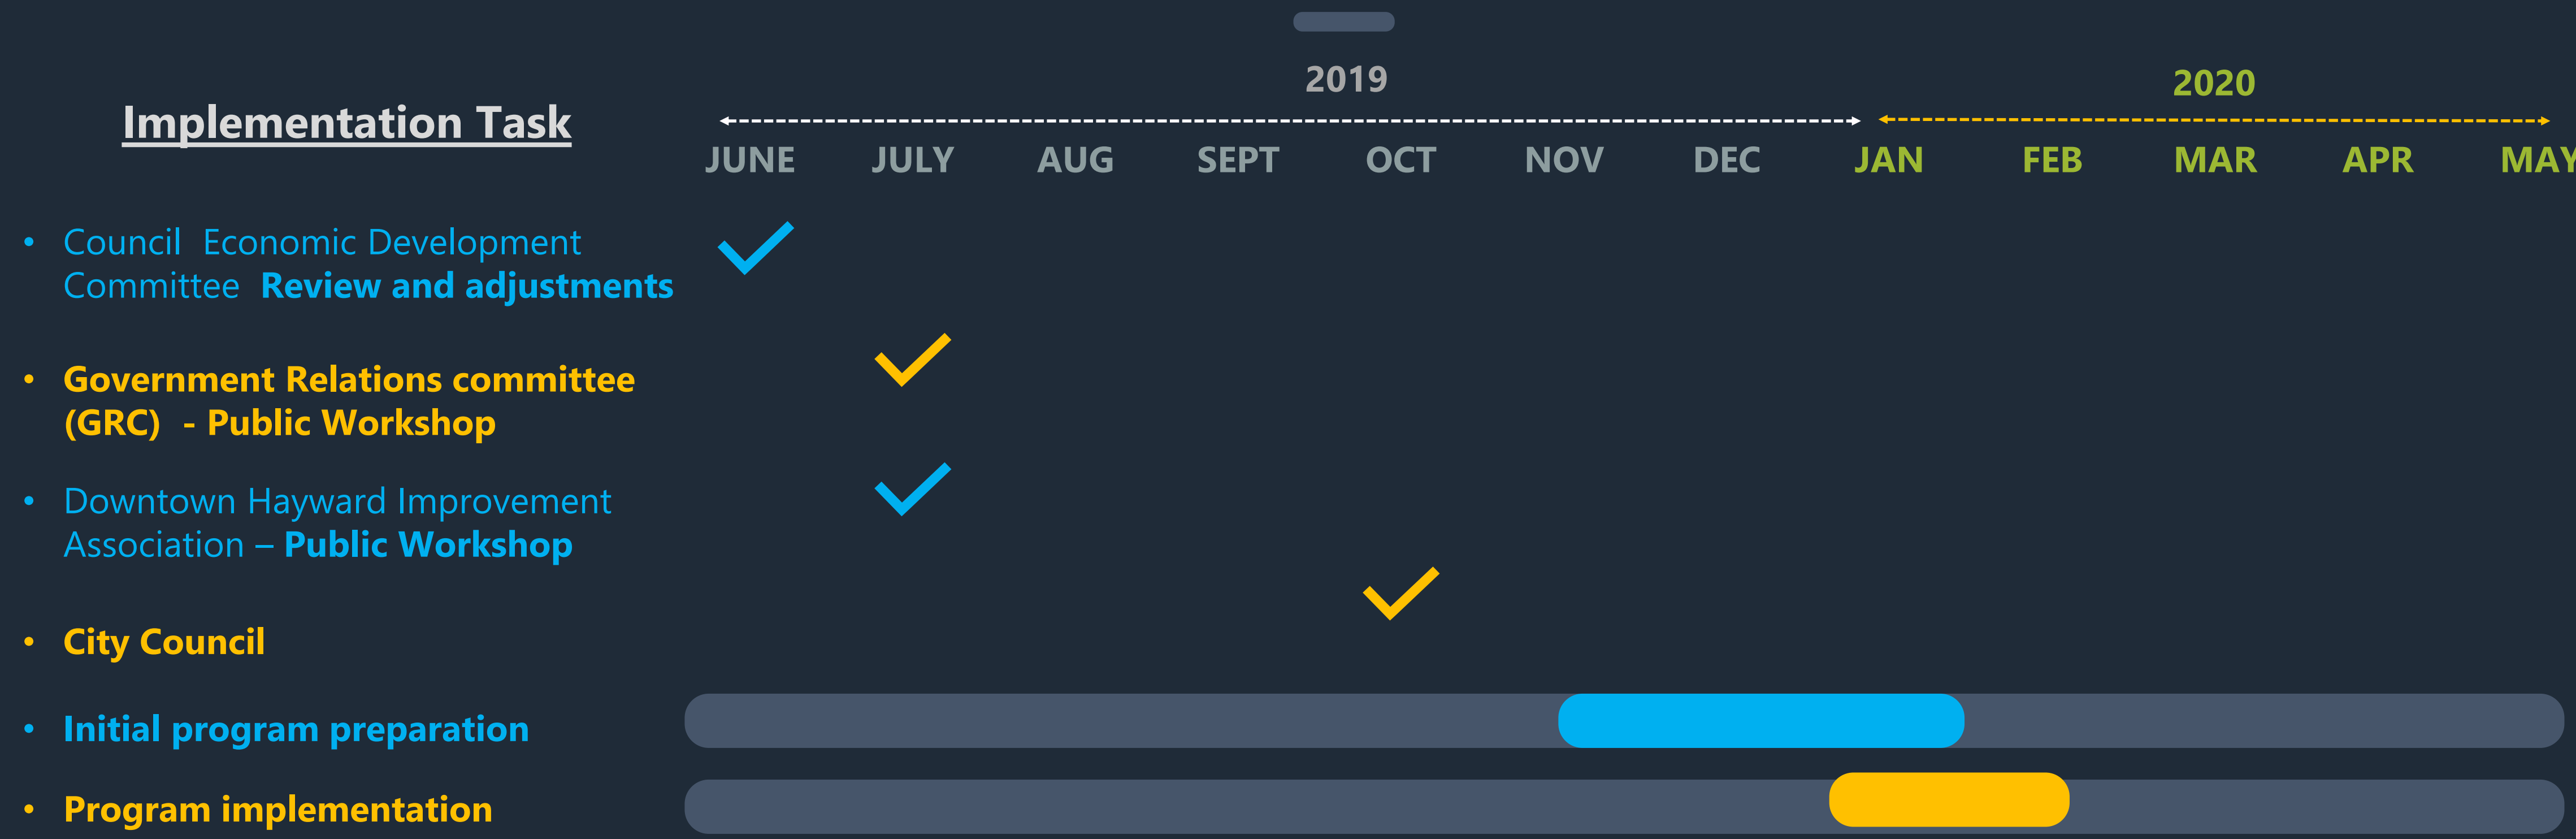 2019
2020
Implementation Task
JUNE JULY AUG SEPT OCT NOV DEC JAN FEB MAR APR MAY
• Council Economic Development
Committee Review and adjustments
• Government Relations committee
(GRC) - Public Workshop
• Downtown Hayward Improvement
Association – Public Workshop
• City Council
• Initial program preparation
• Program implementation